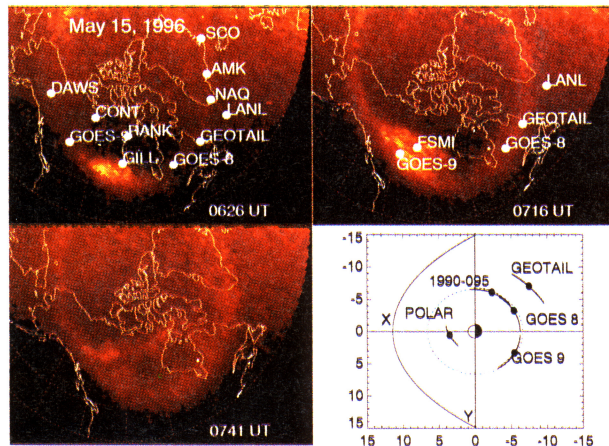 May 15, 1996
SCO
AMK
DAWS
NAQ
CONT
LANL
GOES-9
RANK
GEOTAIL
GILL
GOES-8
0626 UT
LANL
GEOTAIL
FSMI
GOES-8
GOES-9
0716 UT
0741 UT
-15
-10
-5
0
5
10
15
1990-095
GEOTAIL
POLAR
X
GOES 8
GOES 9
Y
15 10 5 0 -5 -10 -15